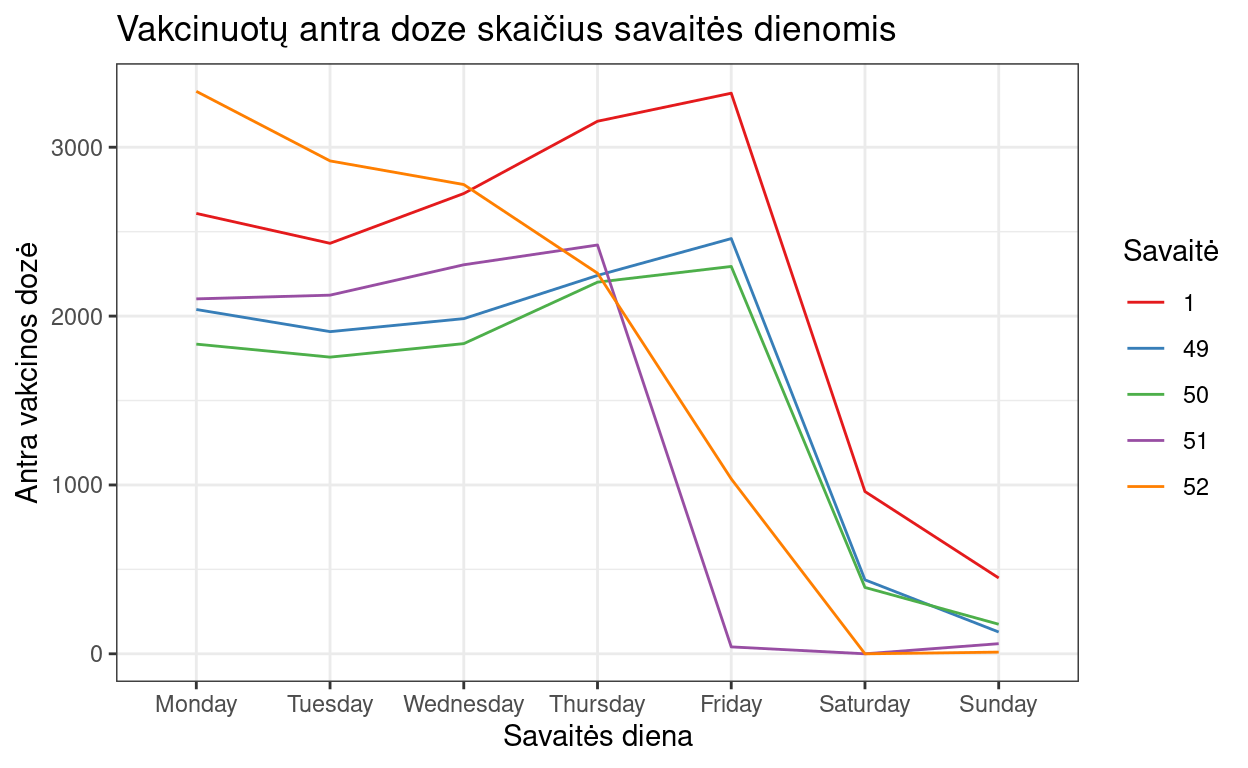 Vakcinuotų antra doze skaičius savaitės dienomis
Antra vakcinos dozė
3000
2000
1000
0
Monday Tuesday Wednesday Thursday Friday Saturday Sunday
Savaitės diena
Savaitė
1
49
50
51
52